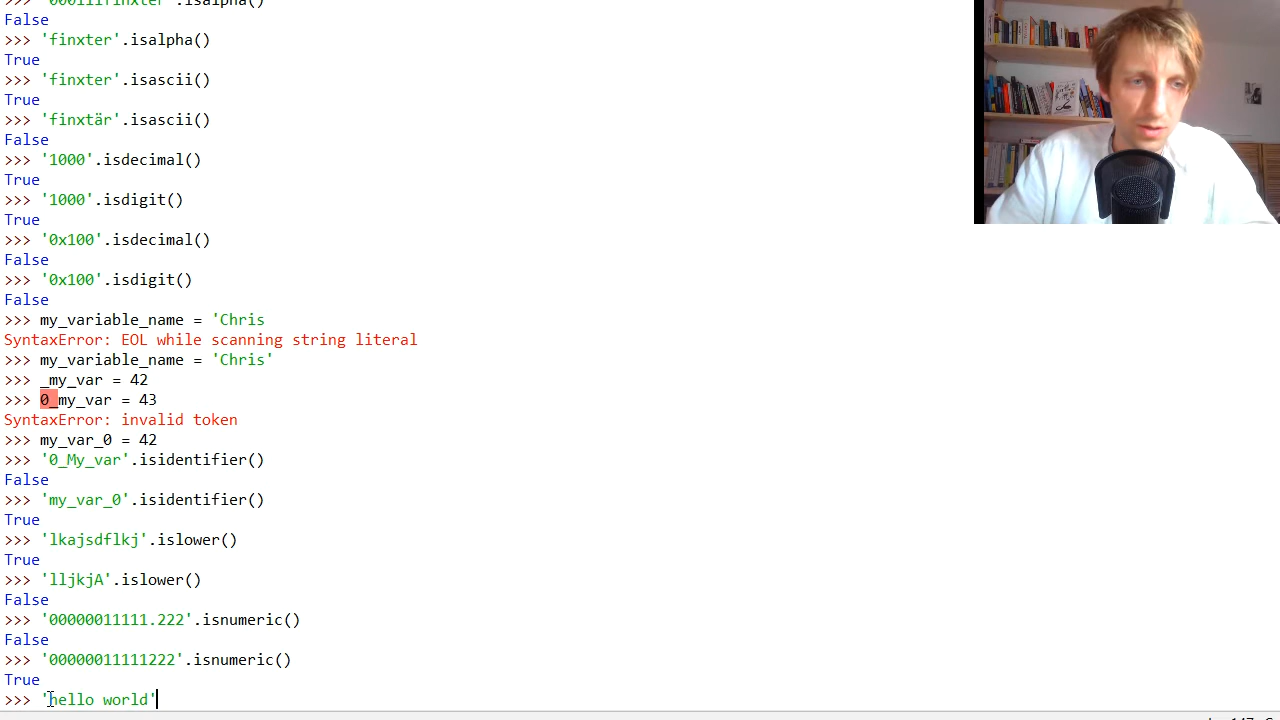 False
>>> 'finxter'.isalpha()
True
>>> 'finxter'.isascii()
True
>>> 'finxtär'.isascii()
False
>>> '1000'.isdecimal()
True
>>> '1000'.isdigit()
True
>>> '0x100'.isdecimal()
False
>>> '0x100'.isdigit()
False
>>> my_variable_name = 'Chris
SyntaxError: EOL while scanning string literal
>>> my_variable_name = 'Chris'
>>> _my_var = 42
>>> 0_my_var = 43
SyntaxError: invalid token
>>> my_var_0 = 42
>>> '0_My_var'.isidentifier()
False
>>> 'my_var_0'.isidentifier()
True
>>> 'lkajsdflkj'.islower()
True
>>> 'lljkjA'.islower()
False
>>> '00000011111.222'.isnumeric()
False
>>> '00000011111222'.isnumeric()
True
>>> 'hello world'